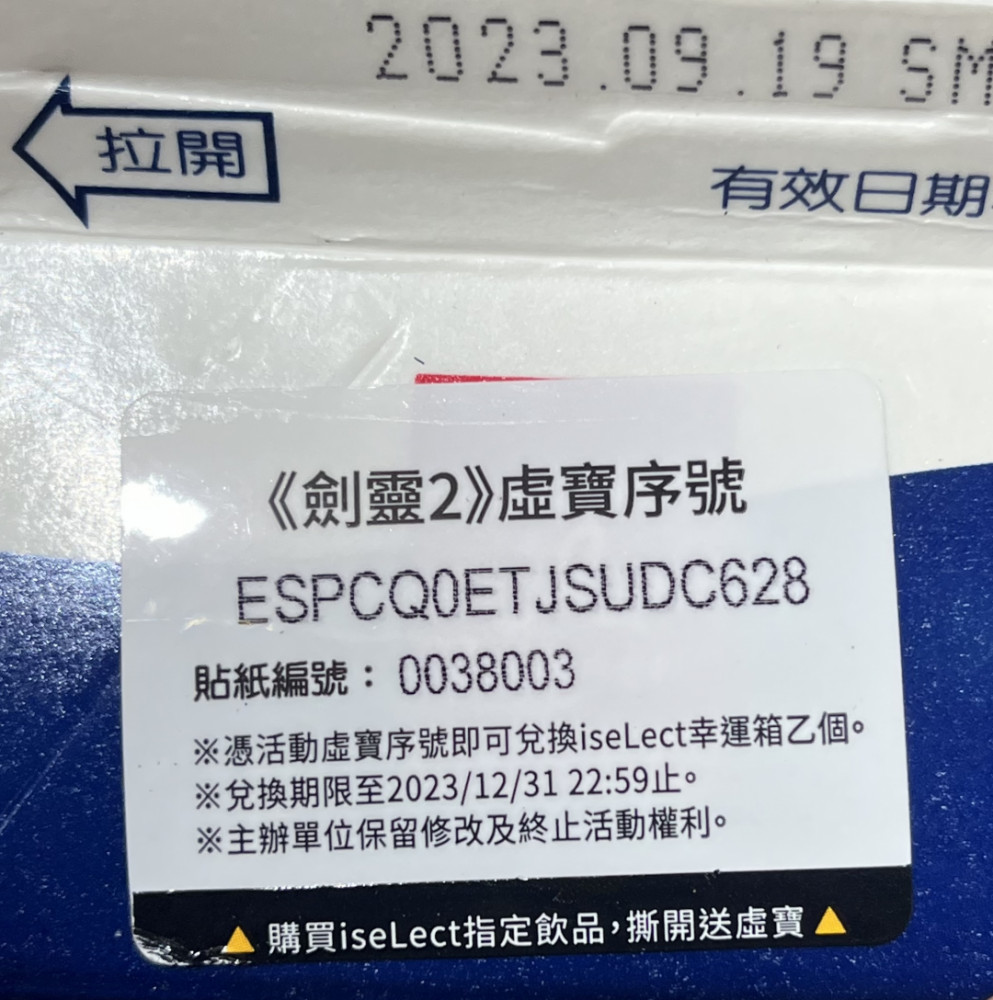 2023.09.19 SM
拉開
有效日期
《劍靈2》虛寶序號
ESPCQ0ETJSUDC628
貼紙編號：0038003
※憑活動虛寶序號即可兌換iseLect幸運箱乙個。
※兌換期限至2023/12/31 22:59止。
※主辦單位保留修改及終止活動權利。
▲購買iseLect指定飲品，撕開送虛寶▲